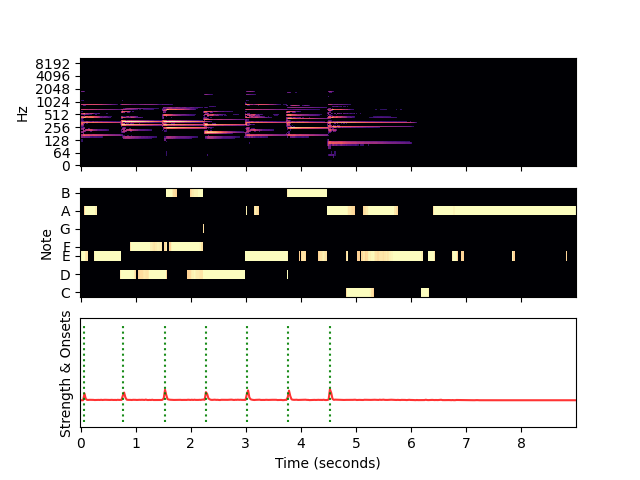 Hz
8192
4096
2048
1024
512
256
128
64
0
Note
B
A
G
F
E
D
C
Strength & Onsets
0 1 2 3 4 5 6 7 8
Time (seconds)